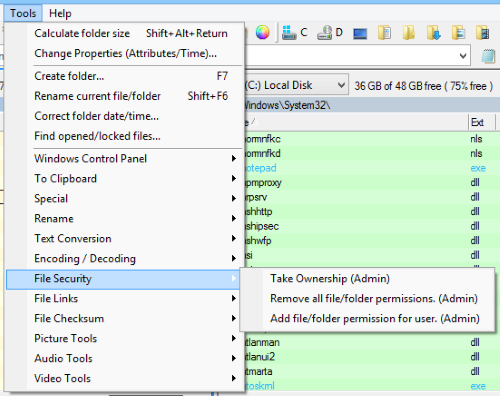 Tools Help
Calculate folder size Shift+Alt+Return
C D
Change Properties (Attributes/Time)...
Create folder... F7
(C:) Local Disk 36 GB of 48 GB free ( 75% free )
Rename current file/folder Shift+F6
Windows\System32\
Correct folder date/time...
Ext
Find opened/locked files...
ormnfkc nls
Windows Control Panel
ormnfkd nls
otepad exe
To Clipboard
pmproxy dll
Special
rpsrv dll
Rename
shhttp dll
shipsec dll
Text Conversion
shwfp dll
Encoding / Decoding
si dll
File Security
Take Ownership (Admin)
File Links
Remove all file/folder permissions. (Admin)
File Checksum
Add file/folder permission for user. (Admin)
Picture Tools
tlanman dll
Audio Tools
tlanui2 dll
tmarta dll
Video Tools
toskrnl exe